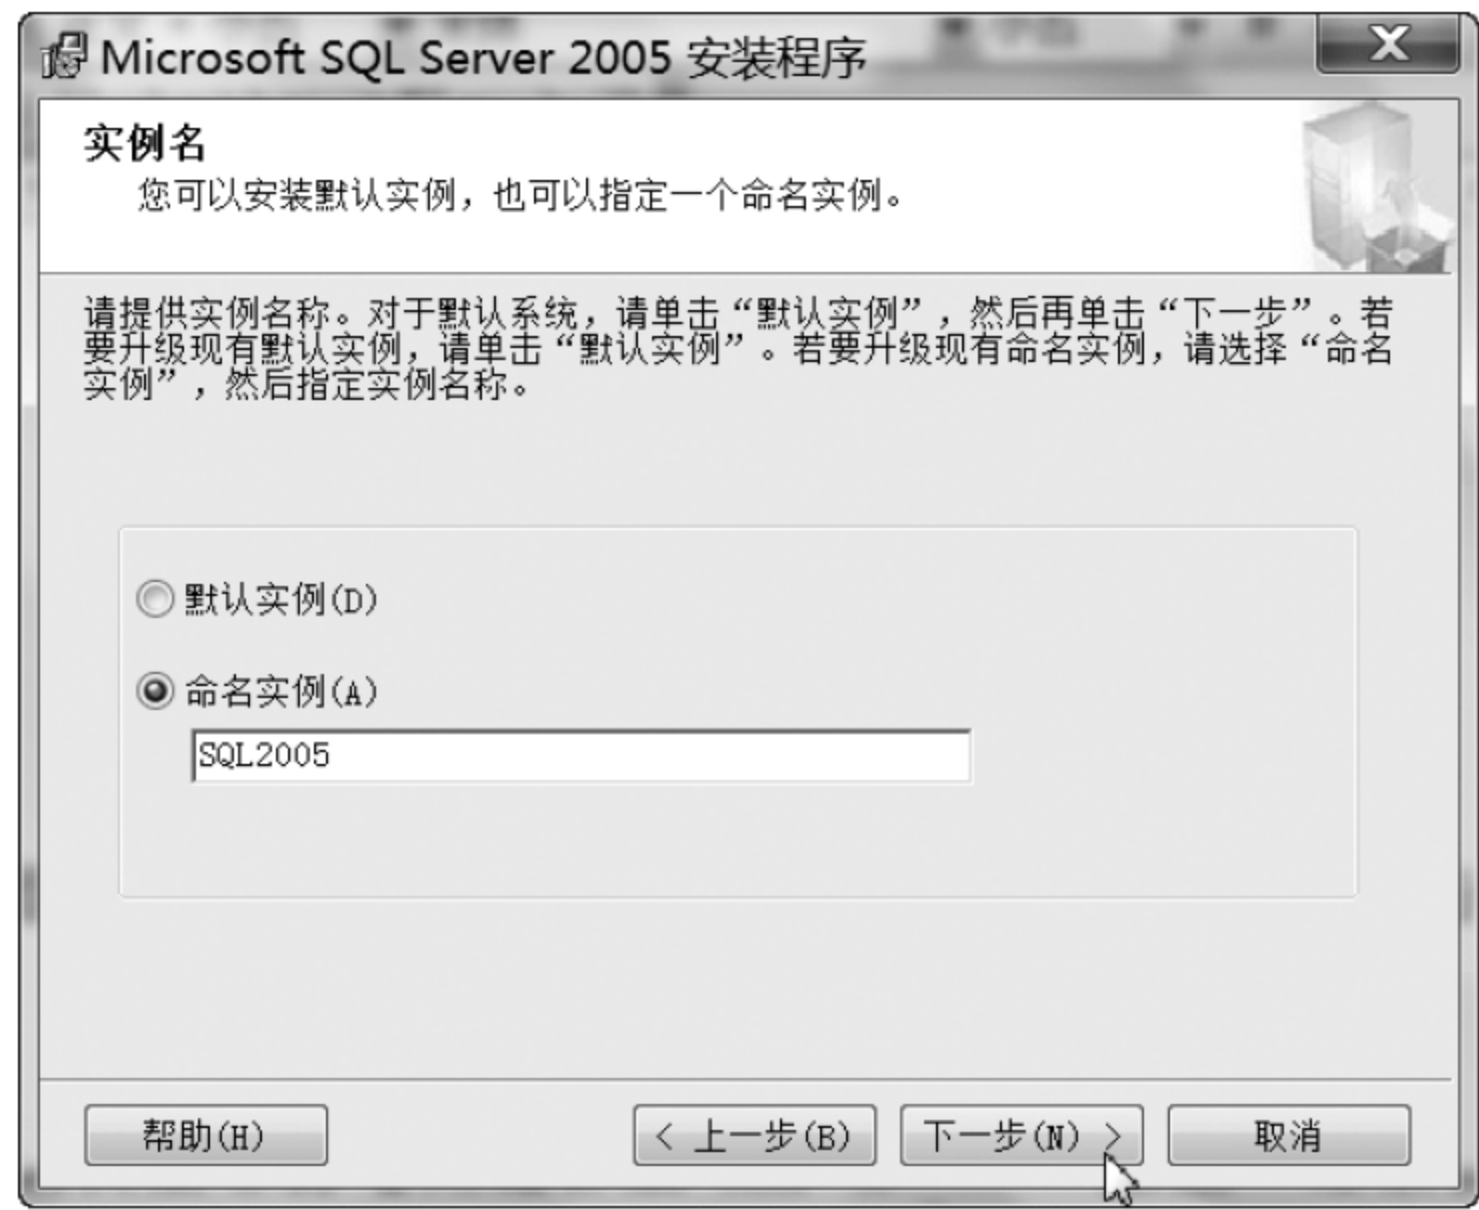 Microsoft SQL Server 2005 安装程序
实例名
您可以安装默认实例，也可以指定一个命名实例。
请提供实例名称。对于默认系统，请单击“默认实例”，然后再单击“下一步”。若
要升级现有默认实例，请单击“默认实例”。若要升级现有命名实例，请选择“命名
实例”，然后指定实例名称。
默认实例(D)
命名实例(A)
SQL2005
帮助(H)
< 上一步(B)
下一步(N) >
取消